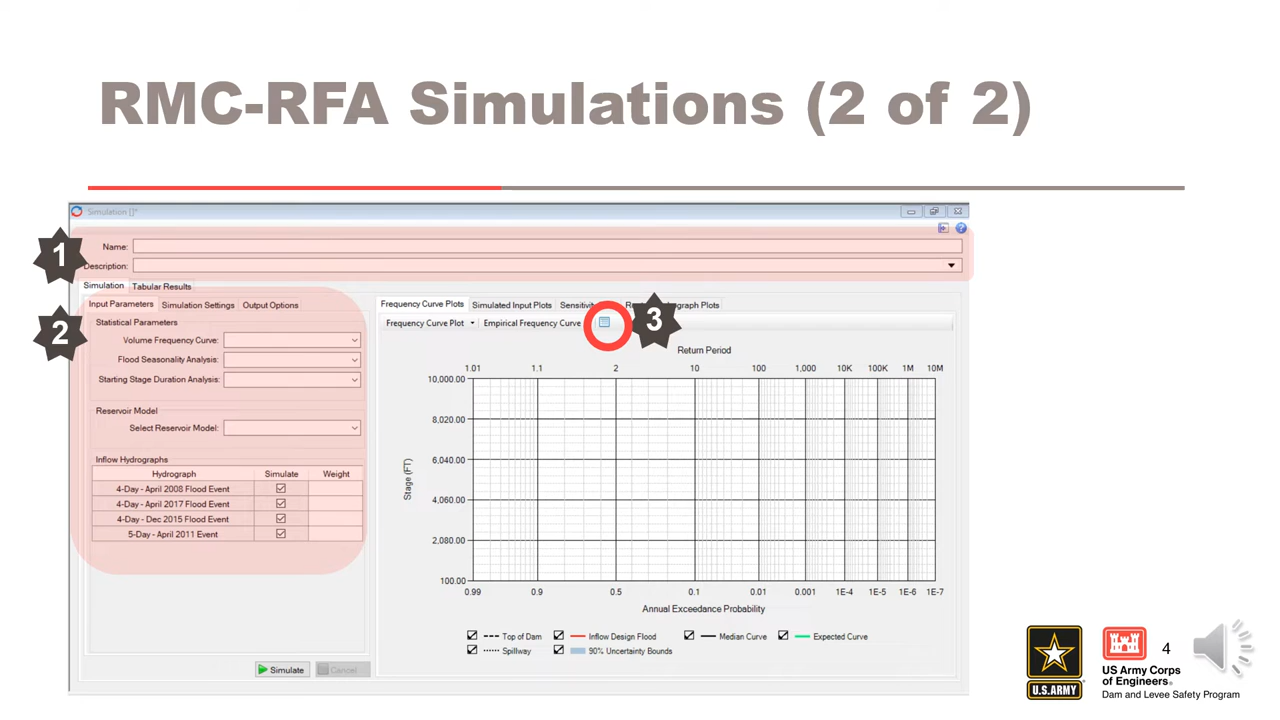 RMC-RFA Simulations (2 of 2)
Simulation []*
1
Name:
Description:
Simulation Tabular Results
2
Input Parameters Simulation Settings Output Options
Statistical Parameters
Volume Frequency Curve:
Flood Seasonality Analysis:
Starting Stage Duration Analysis:
Reservoir Model
Select Reservoir Model:
Inflow Hydrographs
Hydrograph Simulate Weight
4-Day - April 2008 Flood Event
4-Day - April 2017 Flood Event
4-Day - Dec 2015 Flood Event
5-Day - April 2011 Event
Simulate Cancel
Frequency Curve Plots Simulated Input Plots Sensitivit graph Plots
Frequency Curve Plot Empirical Frequency Curve
3
Return Period
1.01 1.1 2 10 100 1,000 10K 100K 1M 10M
10,000.00
8,020.00
6,040.00
4,060.00
2,080.00
100.00
Stage (FT)
0.99 0.9 0.5 0.1 0.01 0.001 1E-4 1E-5 1E-6 1E-7
Annual Exceedance Probability
Top of Dam Inflow Design Flood Median Curve Expected Curve
Spillway 90% Uncertainty Bounds
U.S.ARMY
US Army Corps
of Engineers®
Dam and Levee Safety Program
4